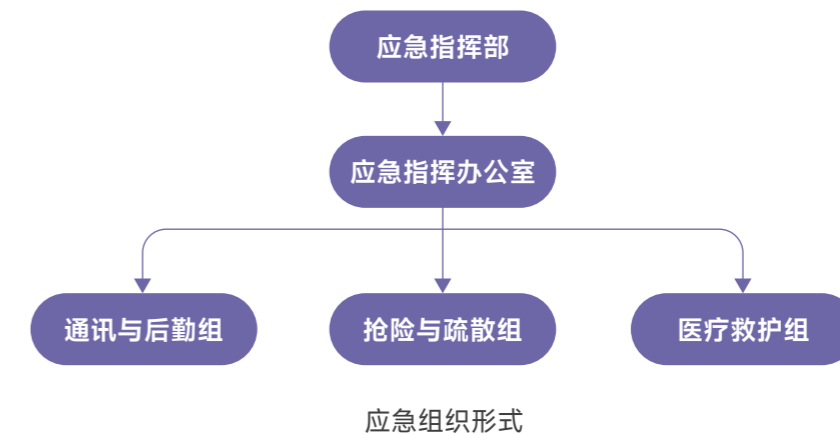 应急指挥部
应急指挥办公室
通讯与后勤组
抢险与疏散组
医疗救护组
应急组织形式